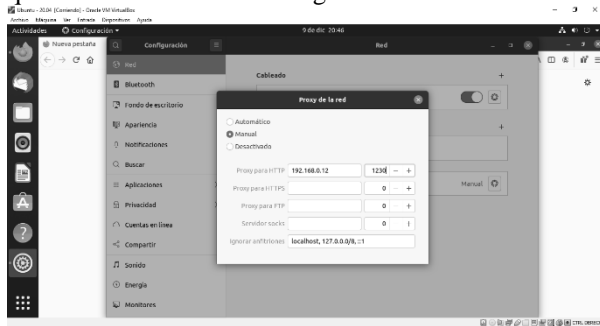 Ubuntu - 20.04 [Corriendo] - Oracle VM VirtualBox
Archivo Máquina Ver Entrada Dispositivos Ayuda
Actividades Configuración 9 de dic 20:46
Nueva pestaña
Configuración
Red
Red
Bluetooth
Fondo de escritorio
Apariencia
Notificaciones
Buscar
Aplicaciones
Privacidad
Cuentas en línea
Compartir
Sonido
Energía
Monitores
Cableado
Proxy de la red
Automático
Manual
Desactivado
Proxy para HTTP 192.168.0.12 1230 - +
Proxy para HTTPS 0 - +
Proxy para FTP 0 - +
Servidor socks 0 +
Ignorar anfitriones localhost, 127.0.0.0/8, ::1
Manual
CTRL DERECHO